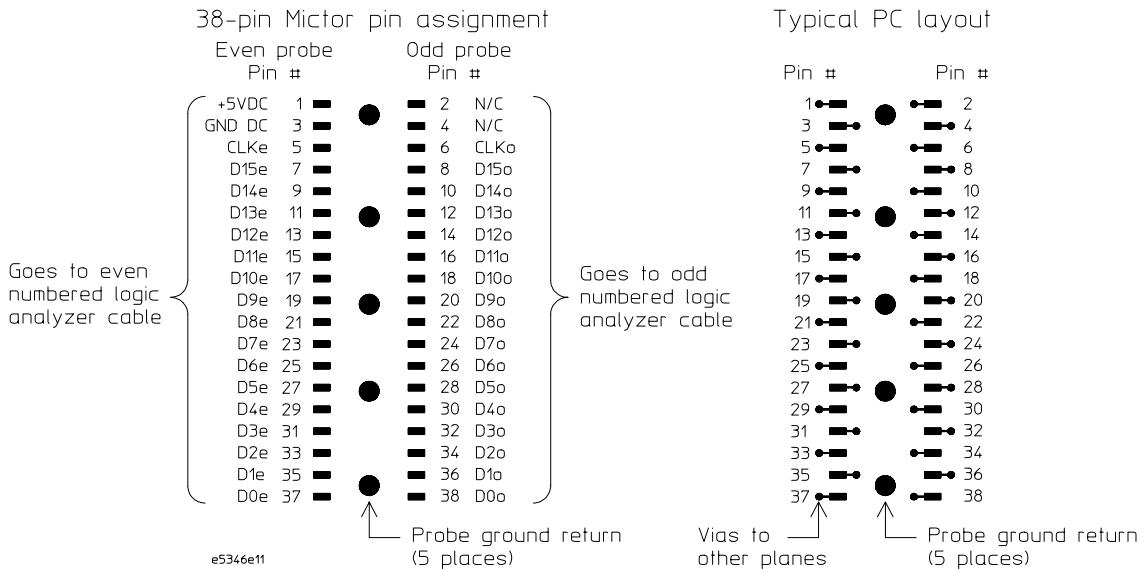 38-pin Mictor pin assignment
Even probe
Odd probe
Pin #
Pin #
+5VDC 1 2 N/C
GND DC 3 4 N/C
CLKe 5 6 CLKo
D15e 7 8 D15o
D14e 9 10 D14o
D13e 11 12 D13o
D12e 13 14 D12o
D11e 15 16 D11o
D10e 17 18 D10o
D9e 19 20 D9o
D8e 21 22 D8o
D7e 23 24 D7o
D6e 25 26 D6o
D5e 27 28 D5o
D4e 29 30 D4o
D3e 31 32 D3o
D2e 33 34 D2o
D1e 35 36 D1o
D0e 37 38 D0o
Goes to even
numbered logic
analyzer cable
Goes to odd
numbered logic
analyzer cable
Probe ground return
(5 places)
e5346e11
Typical PC layout
Pin #
Pin #
1 2
3 4
5 6
7 8
9 10
11 12
13 14
15 16
17 18
19 20
21 22
23 24
25 26
27 28
29 30
31 32
33 34
35 36
37 38
Vias to
other planes
Probe ground return
(5 places)